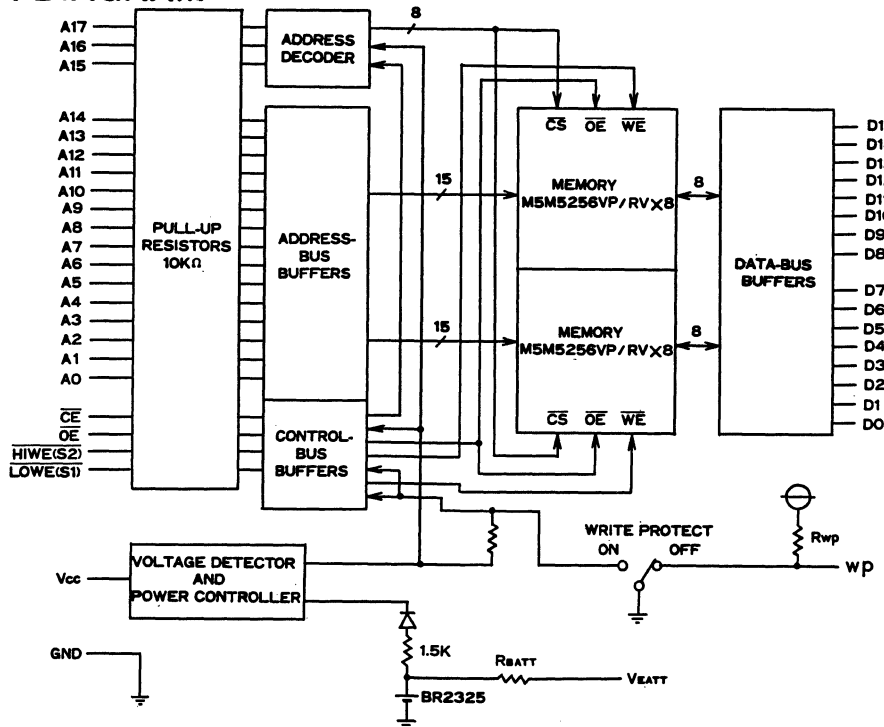 A17
A16
A15
A14
A13
A12
A11
A10
A9
A8
A7
A6
A5
A4
A3
A2
A1
A0
CE
OE
HIWE(S2)
LOWE(S1)
PULL-UP
RESISTORS
10KΩ
ADDRESS
DECODER
ADDRESS-
BUS
BUFFERS
CONTROL-
BUS
BUFFERS
8
15
15
CS OE WE
MEMORY
M5M5256VP/RV×8
MEMORY
M5M5256VP/RV×8
CS OE WE
8
8
DATA-BUS
BUFFERS
D11
D10
D9
D8
D7
D6
D5
D4
D3
D2
D1
D0
WRITE PROTECT
ON OFF
Rwp
wp
Vcc
VOLTAGE DETECTOR
AND
POWER CONTROLLER
GND
1.5K
RBATT
VEATT
BR2325